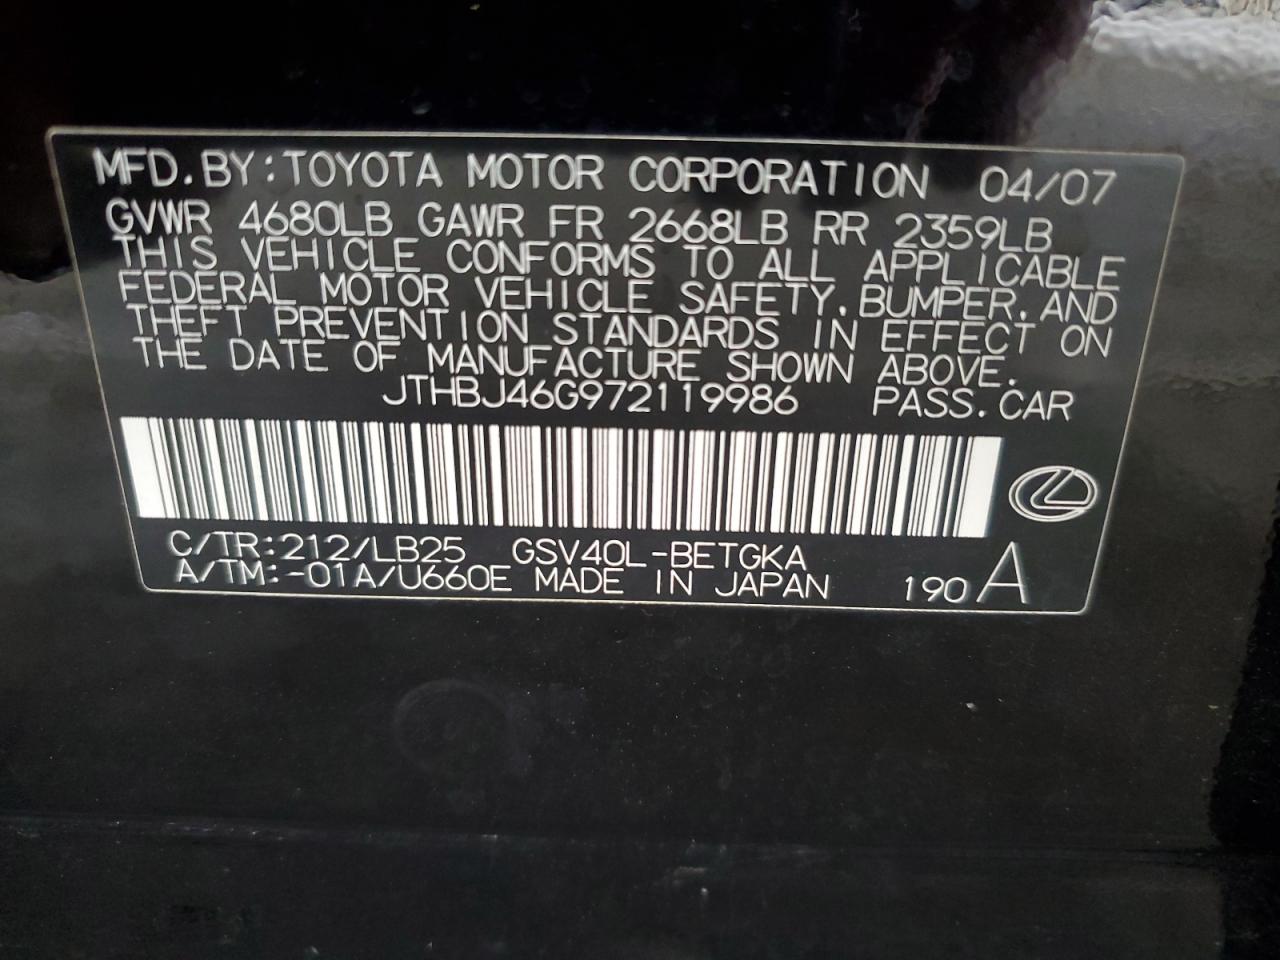 MFD.BY:TOYOTA MOTOR CORPORATION 04/07
GVWR 4680LB GAWR FR 2668LB RR 2359LB
THIS VEHICLE CONFORMS TO ALL APPLICABLE
FEDERAL MOTOR VEHICLE SAFETY,BUMPER,AND
THEFT PREVENTION STANDARDS IN EFFECT ON
THE DATE OF MANUFACTURE SHOWN ABOVE.
JTHBJ46G972119986 PASS.CAR
C/TR:212/LB25 GSV40L-BETGKA
A/TM:-01A/U660E MADE IN JAPAN 190 A